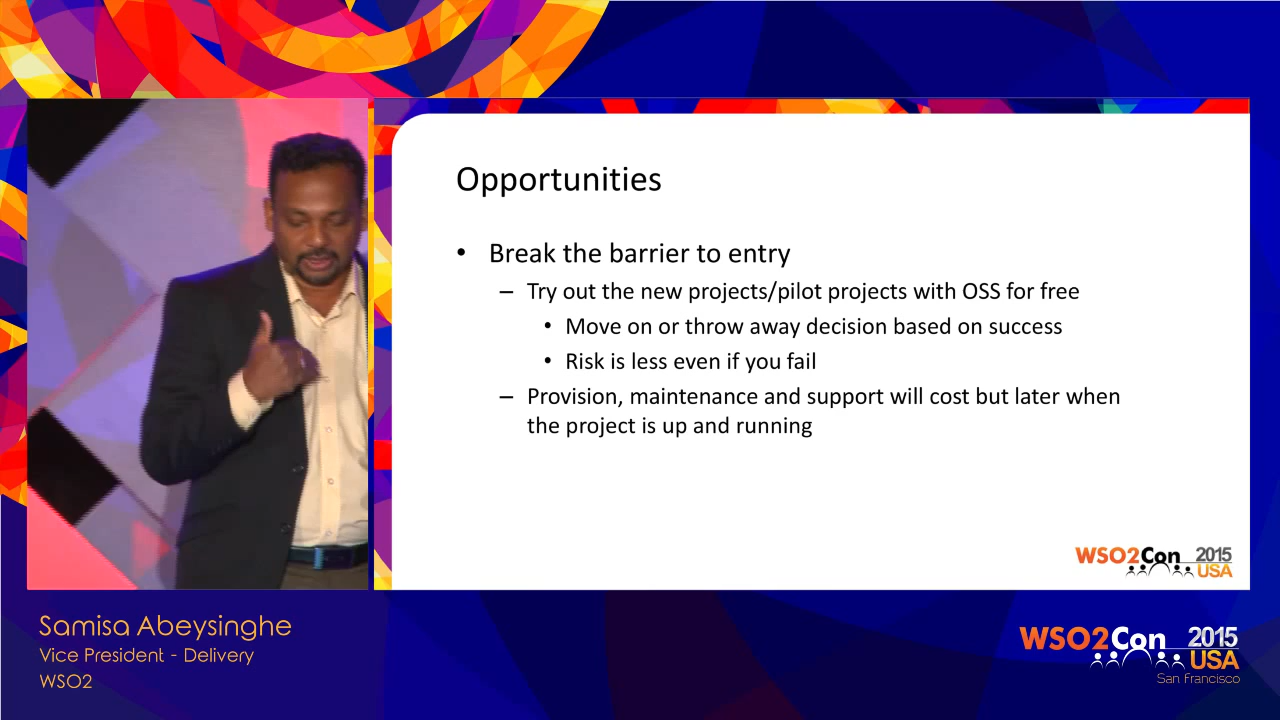 Opportunities
• Break the barrier to entry
– Try out the new projects/pilot projects with OSS for free
• Move on or throw away decision based on success
• Risk is less even if you fail
– Provision, maintenance and support will cost but later when
the project is up and running
WSO2Con 2015
USA
Samisa Abeysinghe
Vice President - Delivery
WSO2
WSO2Con 2015
USA
San Francisco